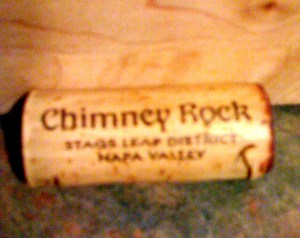 Chimney Rock
STAGS LEAP DISTRICT
NAPA VALLEY